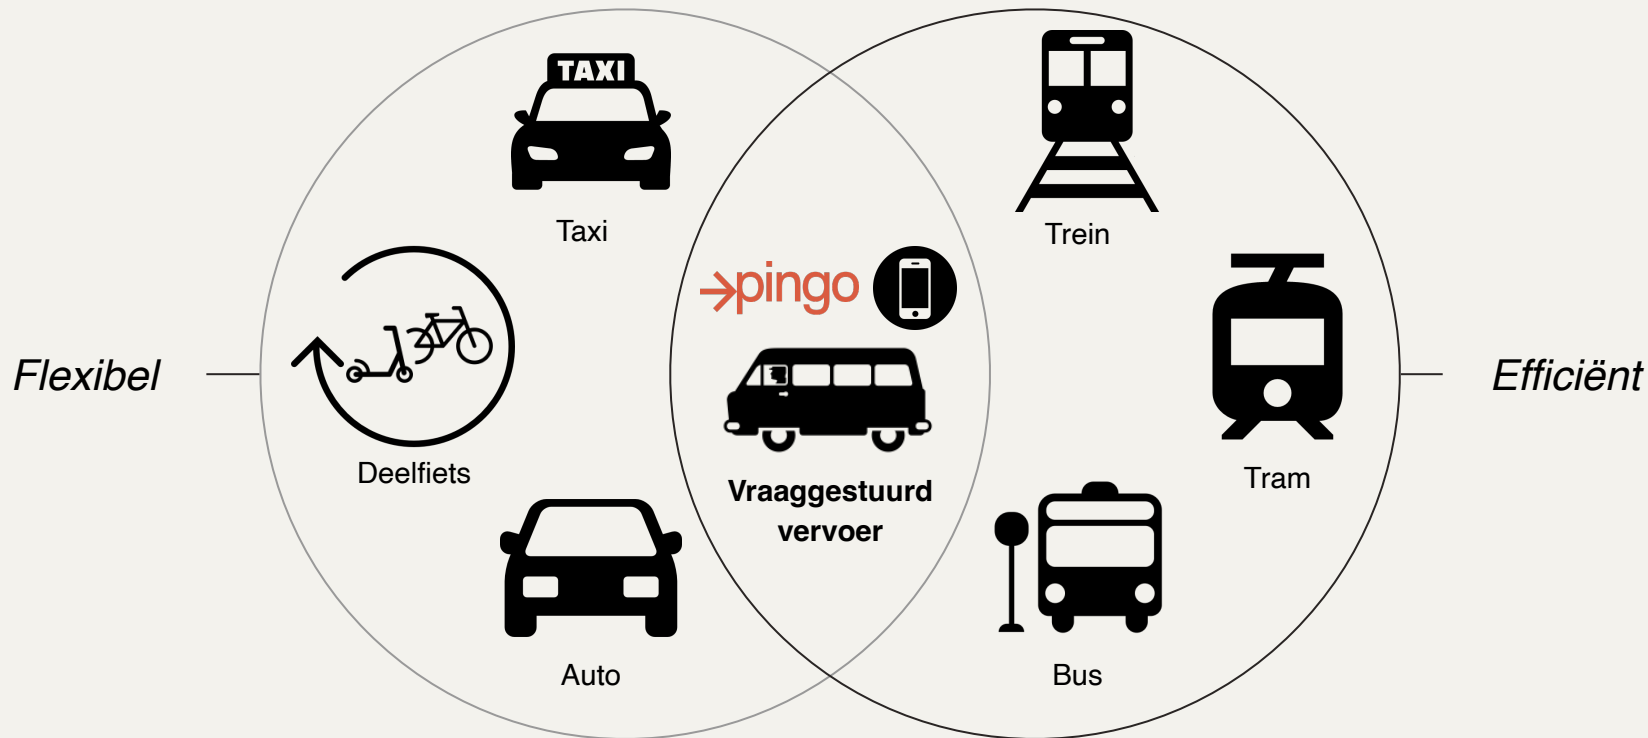 TAXI
Taxi
Trein
pingo
Flexibel
Efficiënt
Deelfiets
Vraaggestuurd
vervoer
Tram
Auto
Bus